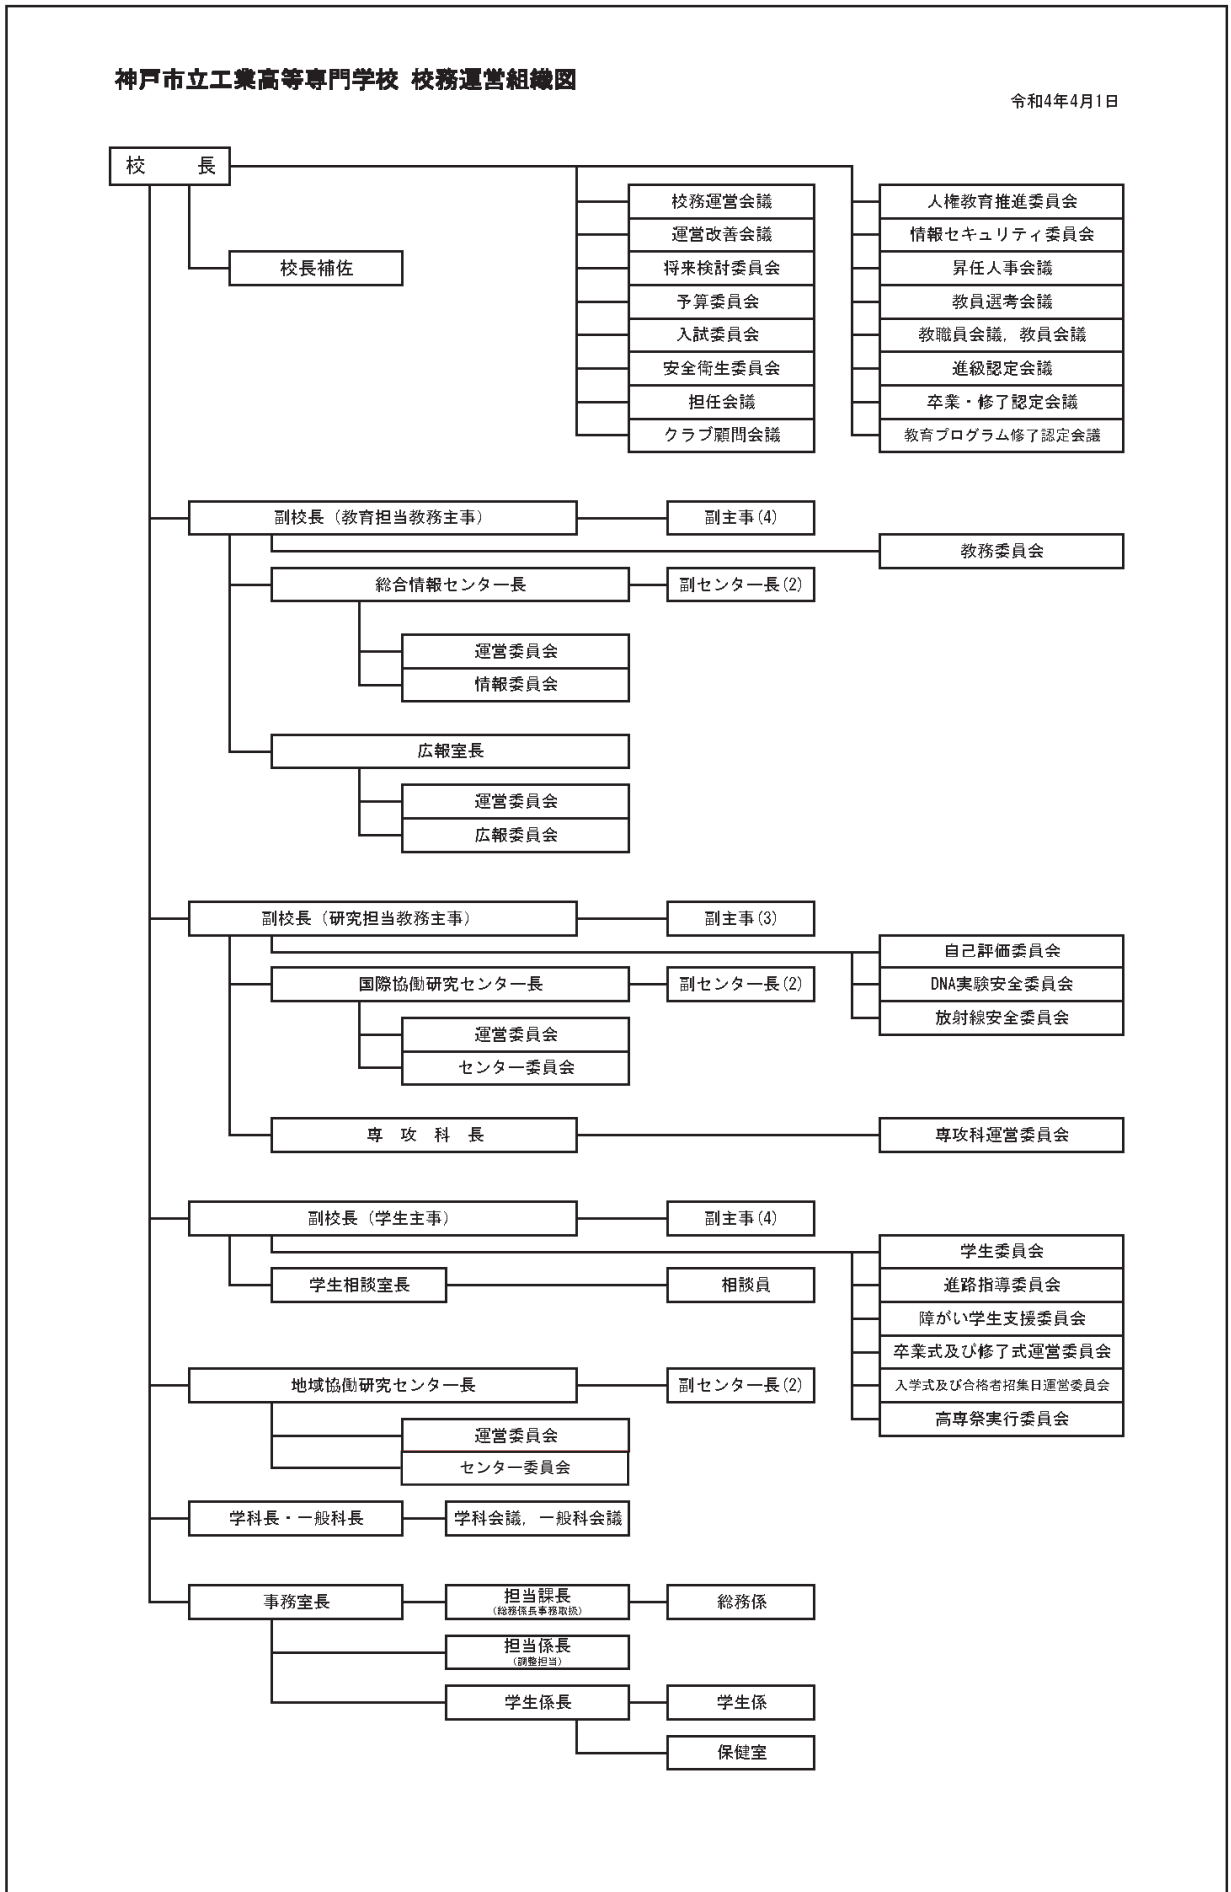 神戸市立工業高等専門学校 校務運営組織図
令和4年4月1日
校　　長
校長補佐
校務運営会議
運営改善会議
将来検討委員会
予算委員会
入試委員会
安全衛生委員会
担任会議
クラブ顧問会議
人権教育推進委員会
情報セキュリティ委員会
昇任人事会議
教員選考会議
教職員会議，教員会議
進級認定会議
卒業・修了認定会議
教育プログラム修了認定会議
副校長（教育担当教務主事）
副主事(4)
教務委員会
総合情報センター長
副センター長(2)
運営委員会
情報委員会
広報室長
運営委員会
広報委員会
副校長（研究担当教務主事）
副主事(3)
自己評価委員会
DNA実験安全委員会
放射線安全委員会
国際協働研究センター長
副センター長(2)
運営委員会
センター委員会
専　攻　科　長
専攻科運営委員会
副校長（学生主事）
副主事(4)
学生委員会
進路指導委員会
障がい学生支援委員会
卒業式及び修了式運営委員会
入学式及び合格者招集日運営委員会
高専祭実行委員会
学生相談室長
相談員
地域協働研究センター長
副センター長(2)
運営委員会
センター委員会
学科長・一般科長
学科会議，一般科会議
事務室長
担当課長
（総務係長事務取扱）
総務係
担当係長
（調整担当）
学生係長
学生係
保健室